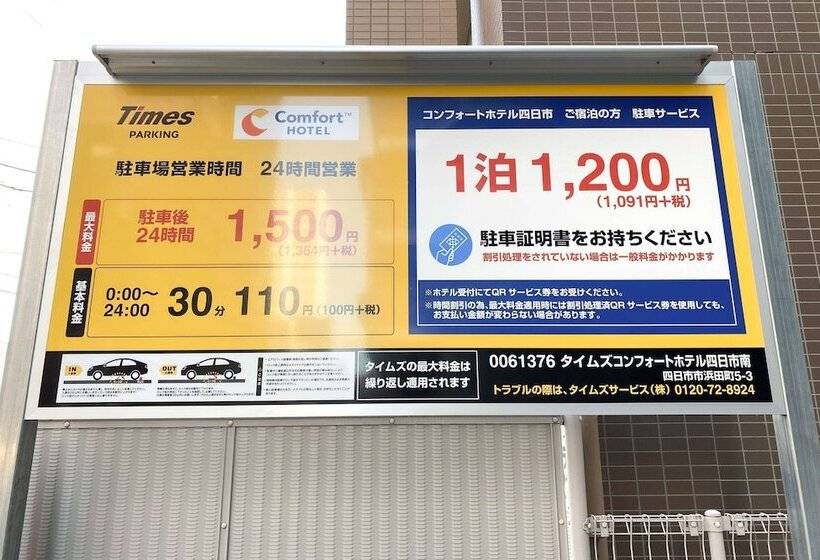 Times
PARKING
Comfort™
HOTEL
駐車場営業時間 24時間営業
最大料金
駐車後
24時間
1,500円
(1,364円+税)
基本料金
0:00〜
24:00
30分 110円(100円+税)
コンフォートホテル四日市 ご宿泊の方 駐車サービス
1泊 1,200円
(1,091円+税)
駐車証明書をお持ちください
割引処理をされていない場合は一般料金がかかります
※ホテル受付にてQRサービス券をお受けください。
※時間割引の為、最大料金適用時には割引処理済QRサービス券を使用しても、
お支払い金額が変わらない場合があります。
IN
OUT
タイムズの最大料金は
繰り返し適用されます
0061376 タイムズコンフォートホテル四日市南
四日市市浜田町5-3
トラブルの際は、タイムズサービス(株) 0120-72-8924